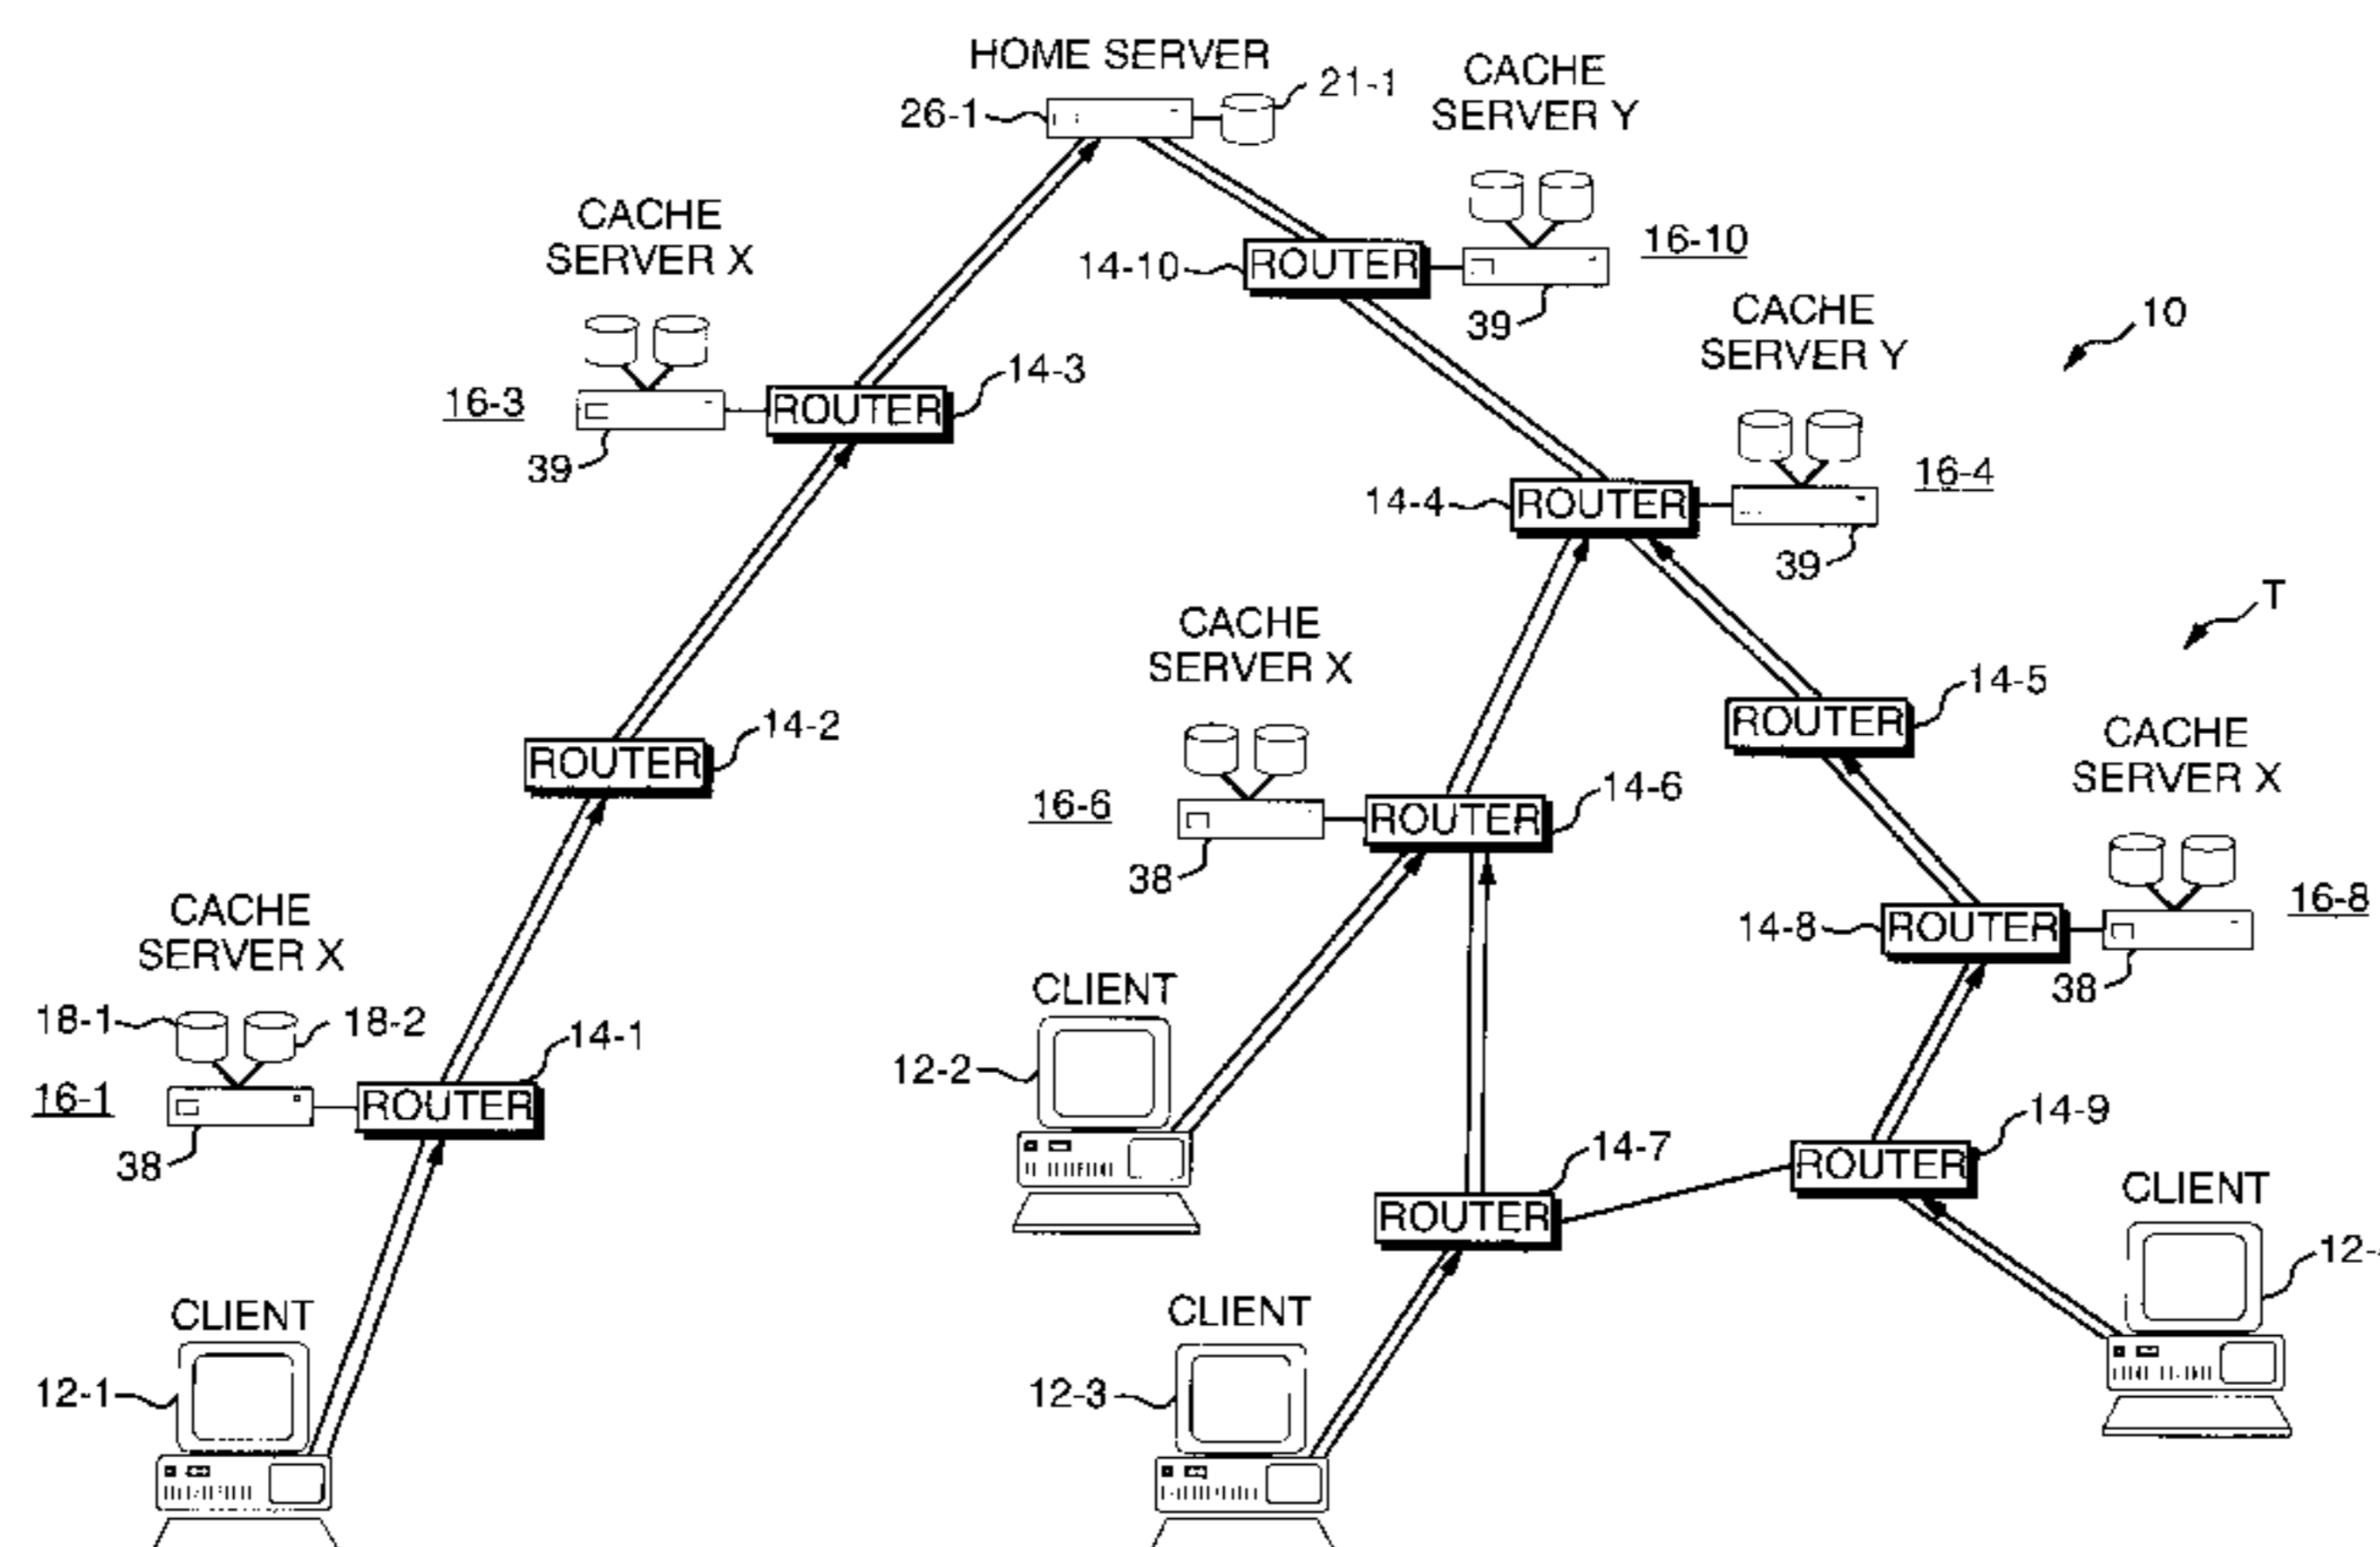 HOME SERVER
26-1
21-1
CACHE
SERVER Y
CACHE
SERVER X
14-10
ROUTER
16-10
39
CACHE
SERVER Y
10
16-3
39
ROUTER
14-3
14-4
ROUTER
16-4
39
T
CACHE
SERVER X
14-5
ROUTER
14-2
ROUTER
16-6
38
ROUTER
14-6
CACHE
SERVER X
14-8
ROUTER
16-8
38
CACHE
SERVER X
18-1
18-2
14-1
16-1
38
ROUTER
CLIENT
12-2
14-7
ROUTER
14-9
ROUTER
CLIENT
12-
CLIENT
12-1
CLIENT
12-3